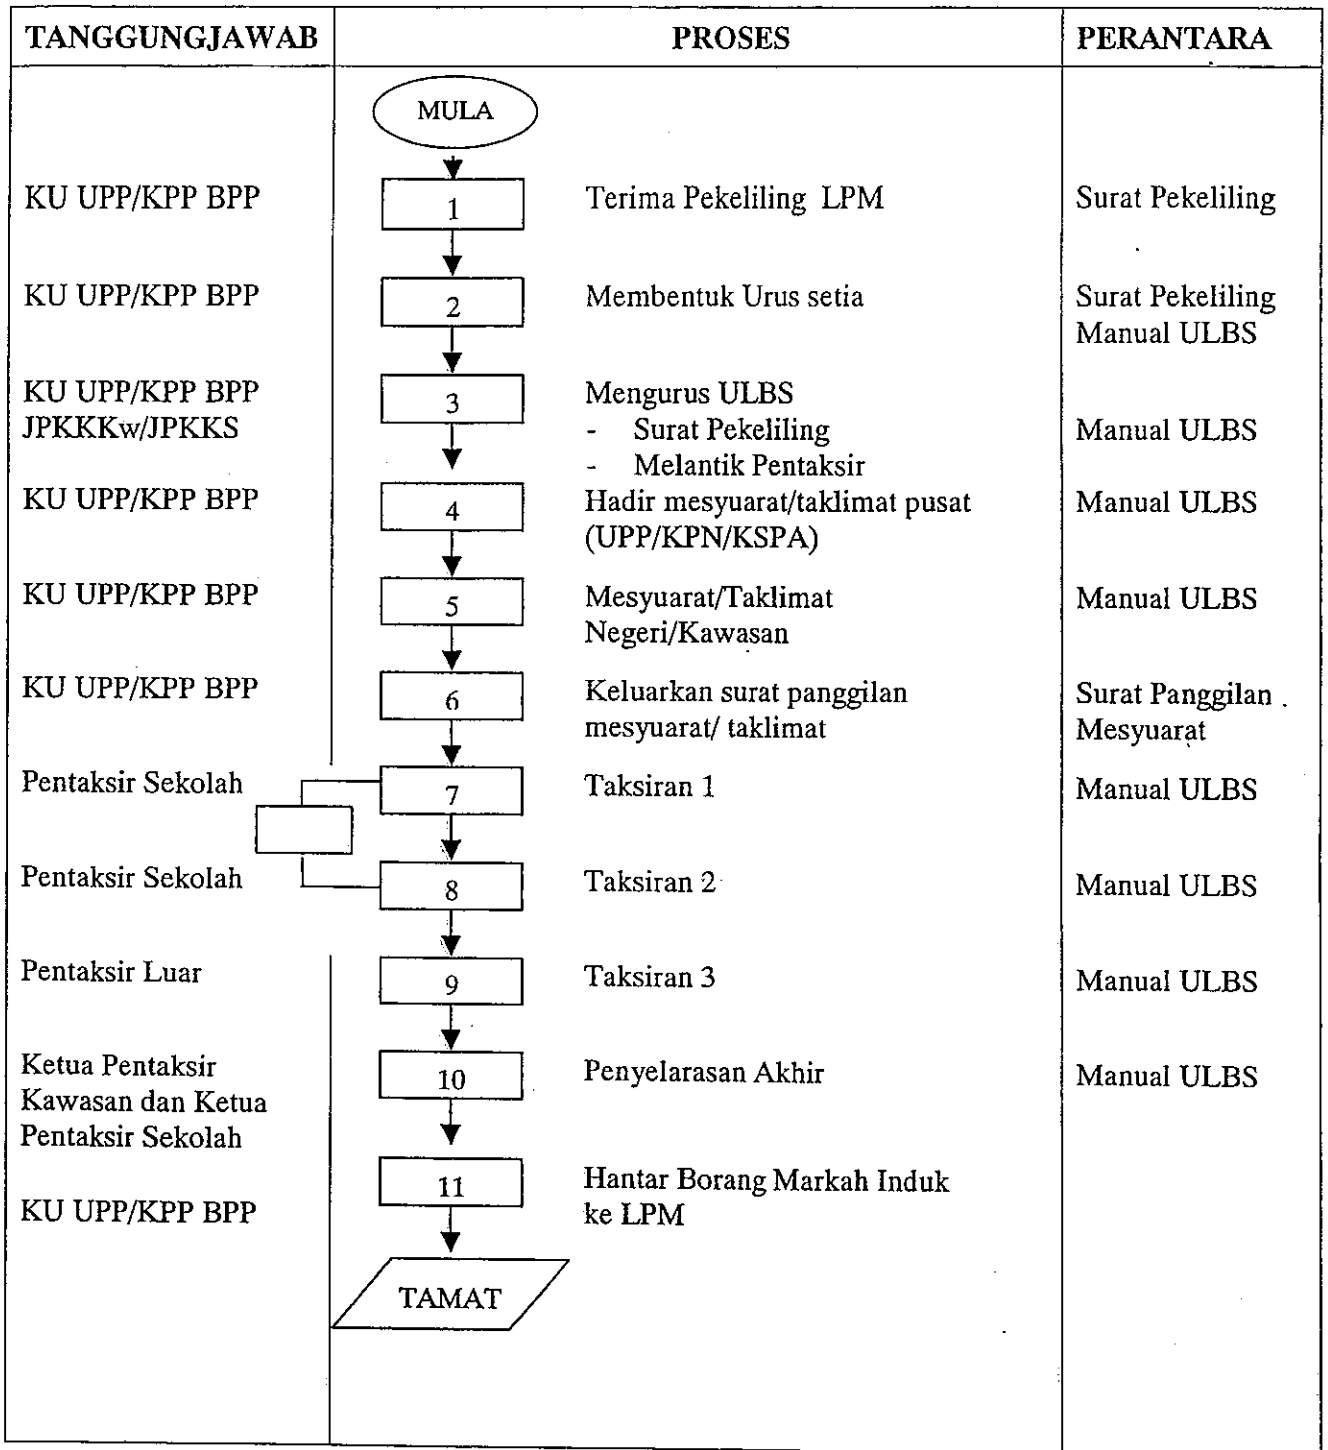 TANGGUNGJAWAB PROSES PERANTARA
MULA
KU UPP/KPP BPP 1 Terima Pekeliling LPM Surat Pekeliling
KU UPP/KPP BPP 2 Membentuk Urus setia Surat Pekeliling
Manual ULBS
KU UPP/KPP BPP 3 Mengurus ULBS
JPKKKw/JPKKS - Surat Pekeliling Manual ULBS
- Melantik Pentaksir
KU UPP/KPP BPP 4 Hadir mesyuarat/taklimat pusat Manual ULBS
(UPP/KPN/KSPA)
KU UPP/KPP BPP 5 Mesyuarat/Taklimat Manual ULBS
Negeri/Kawasan
KU UPP/KPP BPP 6 Keluarkan surat panggilan Surat Panggilan
mesyuarat/ taklimat Mesyuarat
Pentaksir Sekolah 7 Taksiran 1 Manual ULBS
Pentaksir Sekolah 8 Taksiran 2 Manual ULBS
Pentaksir Luar 9 Taksiran 3 Manual ULBS
Ketua Pentaksir 10 Penyelarasan Akhir Manual ULBS
Kawasan dan Ketua
Pentaksir Sekolah
11 Hantar Borang Markah Induk
KU UPP/KPP BPP ke LPM
TAMAT